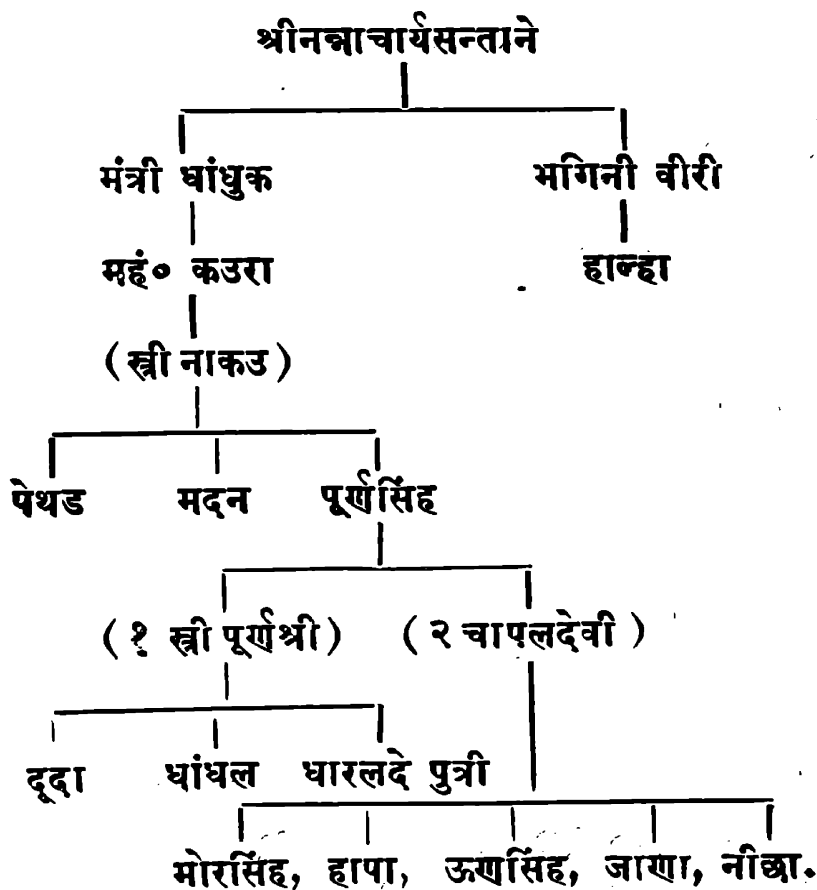 श्रीनन्नाचार्यसन्ताने
मंत्री धांधुक भगिनी वीरी
महं० कउरा हाल्हा
(स्त्री नाकउ)
पेथड मदन पूर्णसिंह
(१ स्त्री पूर्णश्री) (२ चापलदेवी)
दूदा धांधल धारलदे पुत्री
मोरसिंह, हापा, ऊणसिंह, जाणा, नीछा.